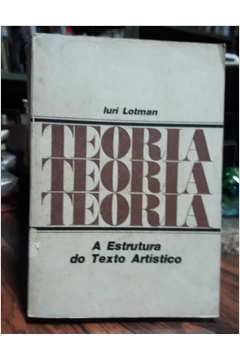 Iuri Lotman
TEORIA
TEORIA
TEORIA
A Estrutura
do Texto Artístico